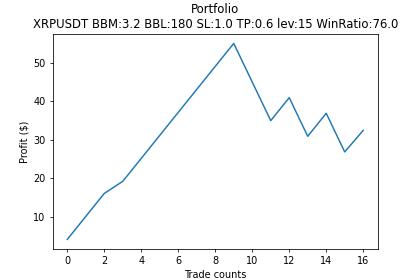 Portfolio
XRPUSDT BBM:3.2 BBL:180 SL:1.0 TP:0.6 lev:15 WinRatio:76.0
Profit ($)
50
40
30
20
10
0 2 4 6 8 10 12 14 16
Trade counts